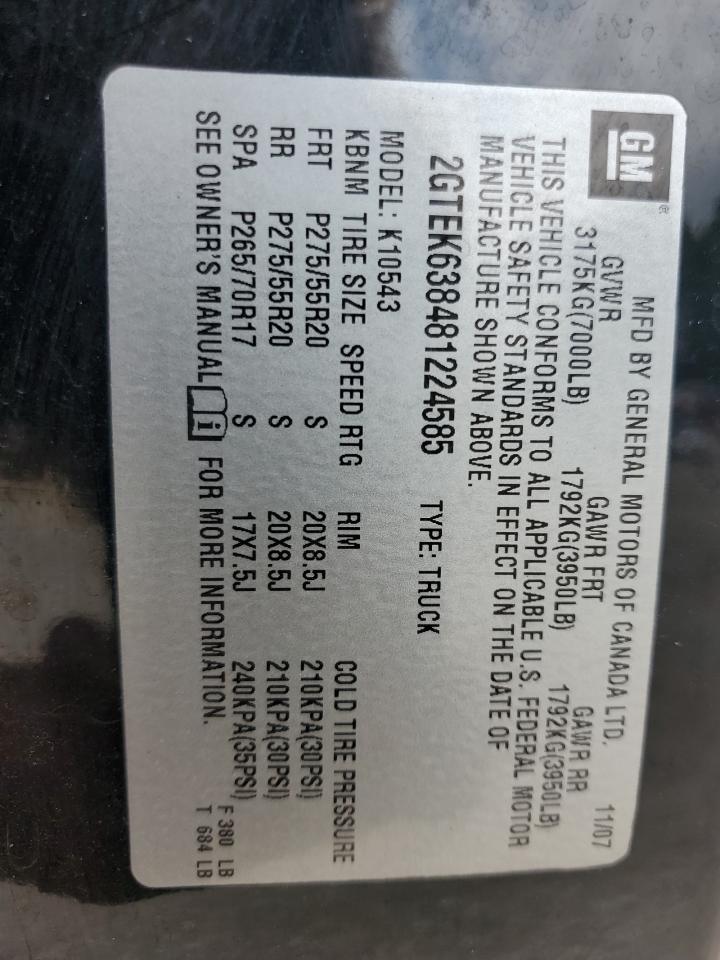 GM®
MFD BY GENERAL MOTORS OF CANADA LTD. 11/07
GVWR GAWR FRT GAWR RR
3175KG(7000LB) 1792KG(3950LB) 1792KG(3950LB)
THIS VEHICLE CONFORMS TO ALL APPLICABLE U.S. FEDERAL MOTOR
VEHICLE SAFETY STANDARDS IN EFFECT ON THE DATE OF
MANUFACTURE SHOWN ABOVE.
2GTEK638481224585 TYPE: TRUCK
MODEL: K10543
KBNM TIRE SIZE SPEED RTG RIM COLD TIRE PRESSURE
FRT P275/55R20 S 20X8.5J 210KPA(30PSI)
RR P275/55R20 S 20X8.5J 210KPA(30PSI)
SPA P265/70R17 S 17X7.5J 240KPA(35PSI)
SEE OWNER'S MANUAL i FOR MORE INFORMATION.
F 380 LB
T 684 LB